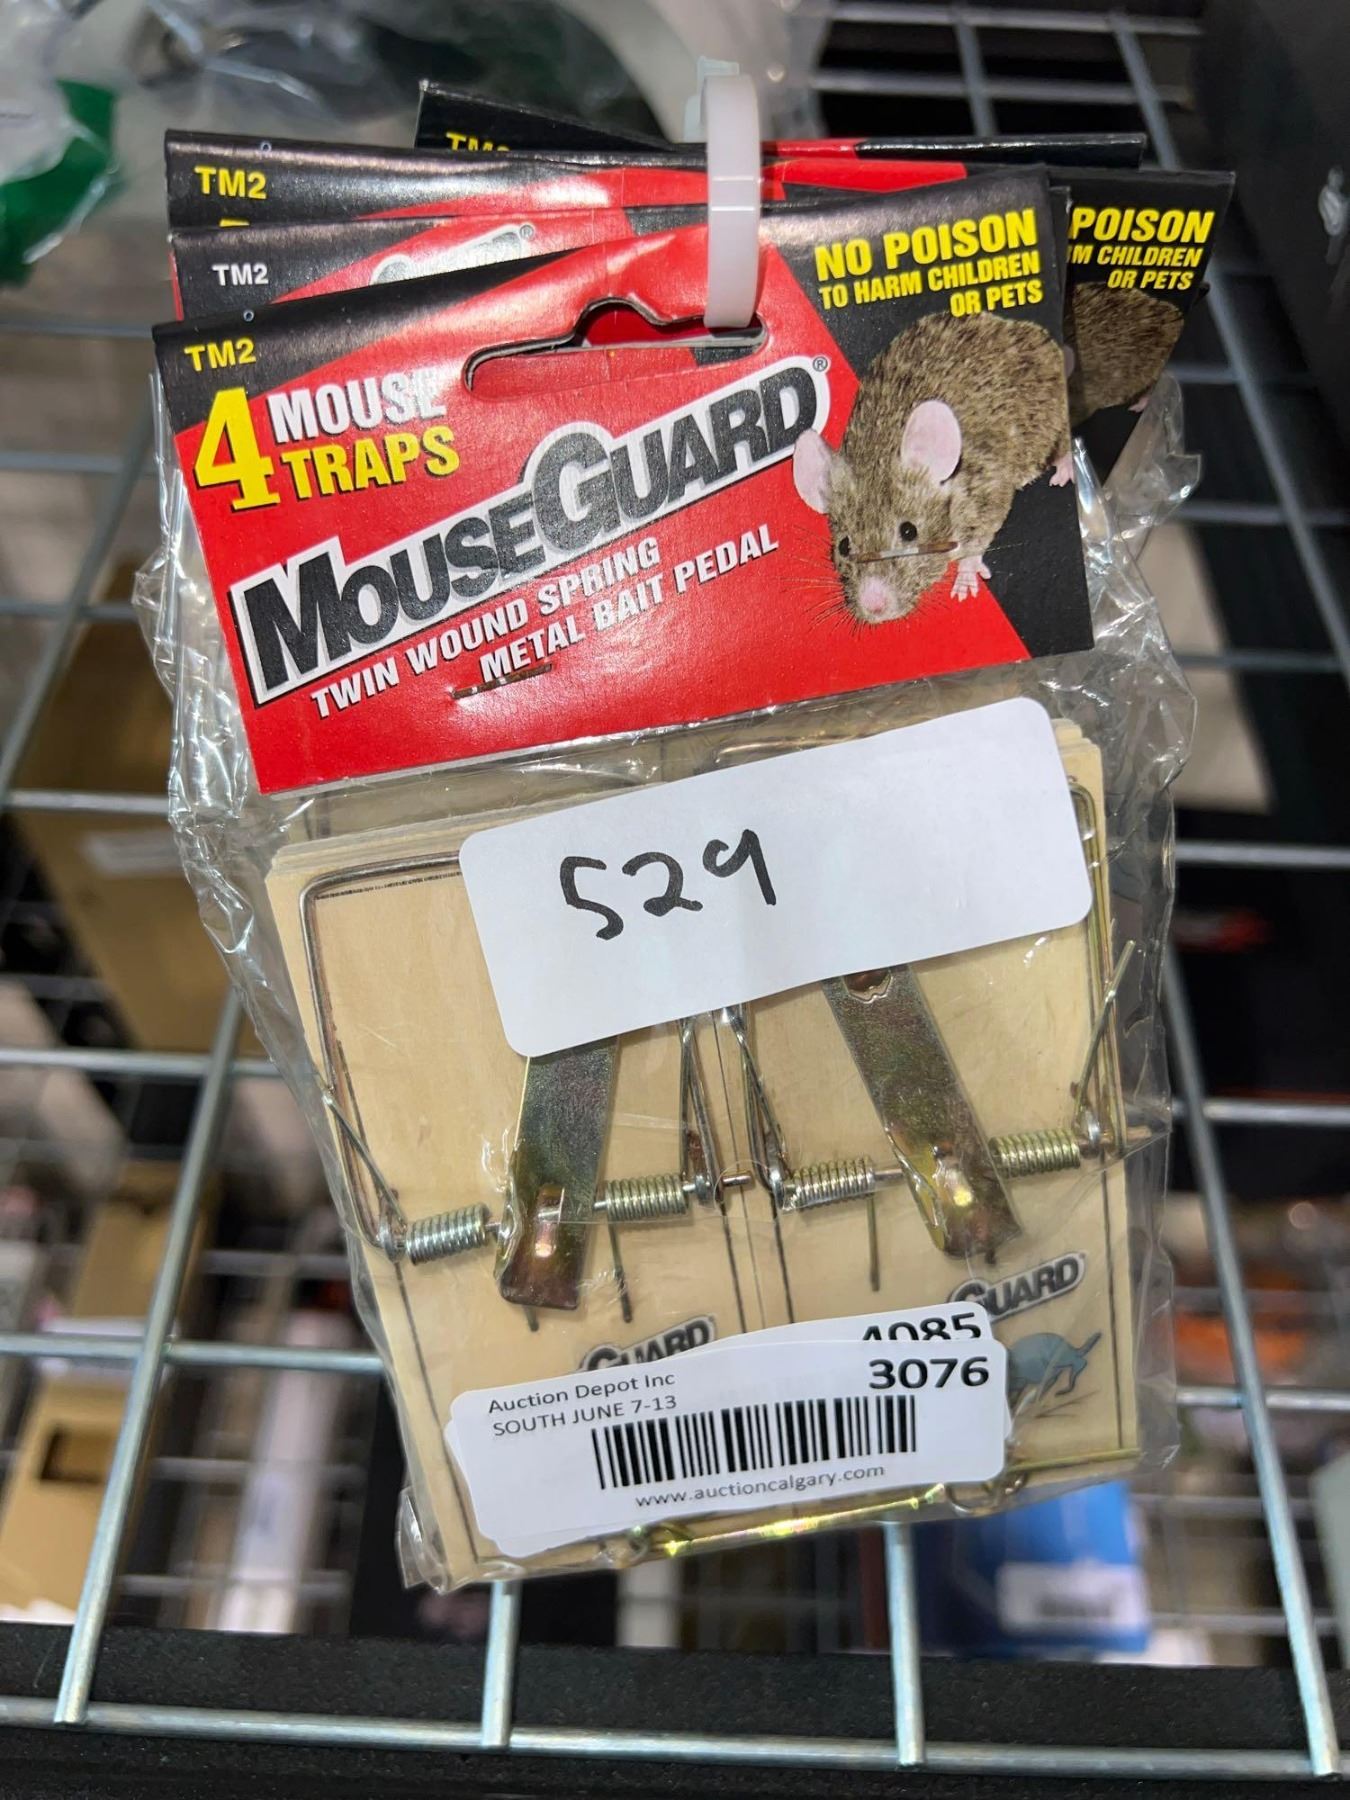 TM2
TM2
TM2
POISON
M CHILDREN
OR PETS
TM2
4 MOUSE
TRAPS
NO POISON
TO HARM CHILDREN
OR PETS
MOUSEGUARD®
TWIN WOUND SPRING
METAL BAIT PEDAL
529
GUARD
GUARD
4085
Auction Depot Inc
3076
SOUTH JUNE 7-13
www.auctioncalgary.com